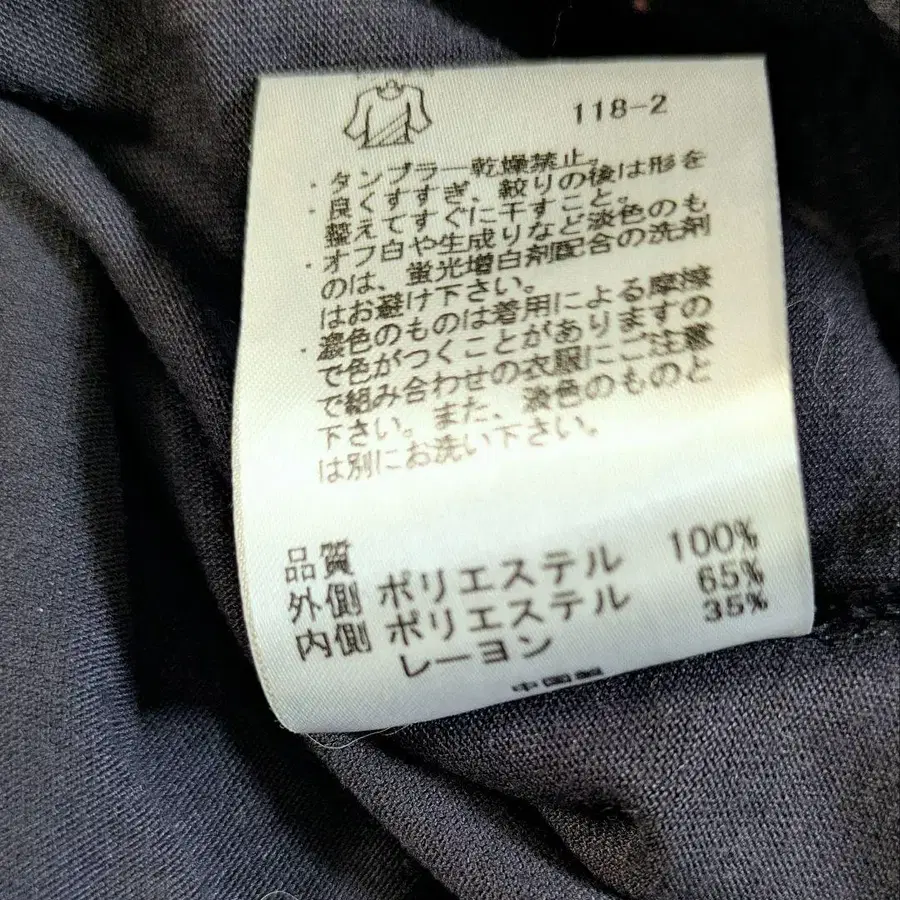 118-2
・タンブラー乾燥禁止。
・良くすすぎ、絞りの後は形を
整えてすぐに干すこと。
・オフ白や生成りなど淡色のも
のは、蛍光増白剤配合の洗剤
はお避け下さい。
・濃色のものは着用による摩擦
で色がつくことがありますの
で組み合わせの衣服にご注意
下さい。また、淡色のものと
は別にお洗い下さい。
品質
外側 ポリエステル 100%
内側 ポリエステル 65%
レーヨン 35%
中国製